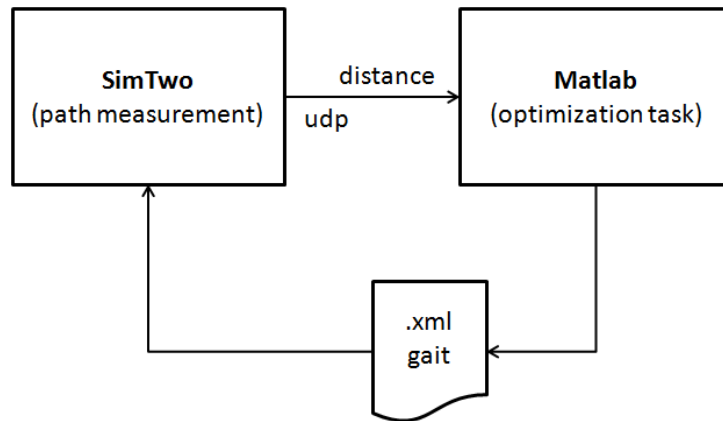 SimTwo
(path measurement)
distance
udp
Matlab
(optimization task)
.xml
gait